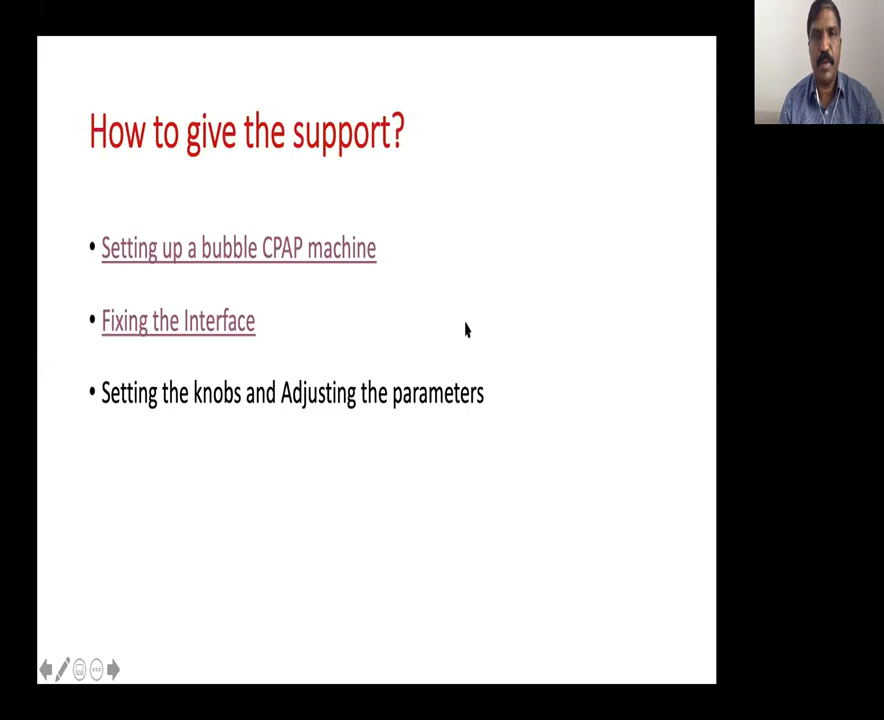 How to give the support?
• Setting up a bubble CPAP machine
• Fixing the Interface
• Setting the knobs and Adjusting the parameters